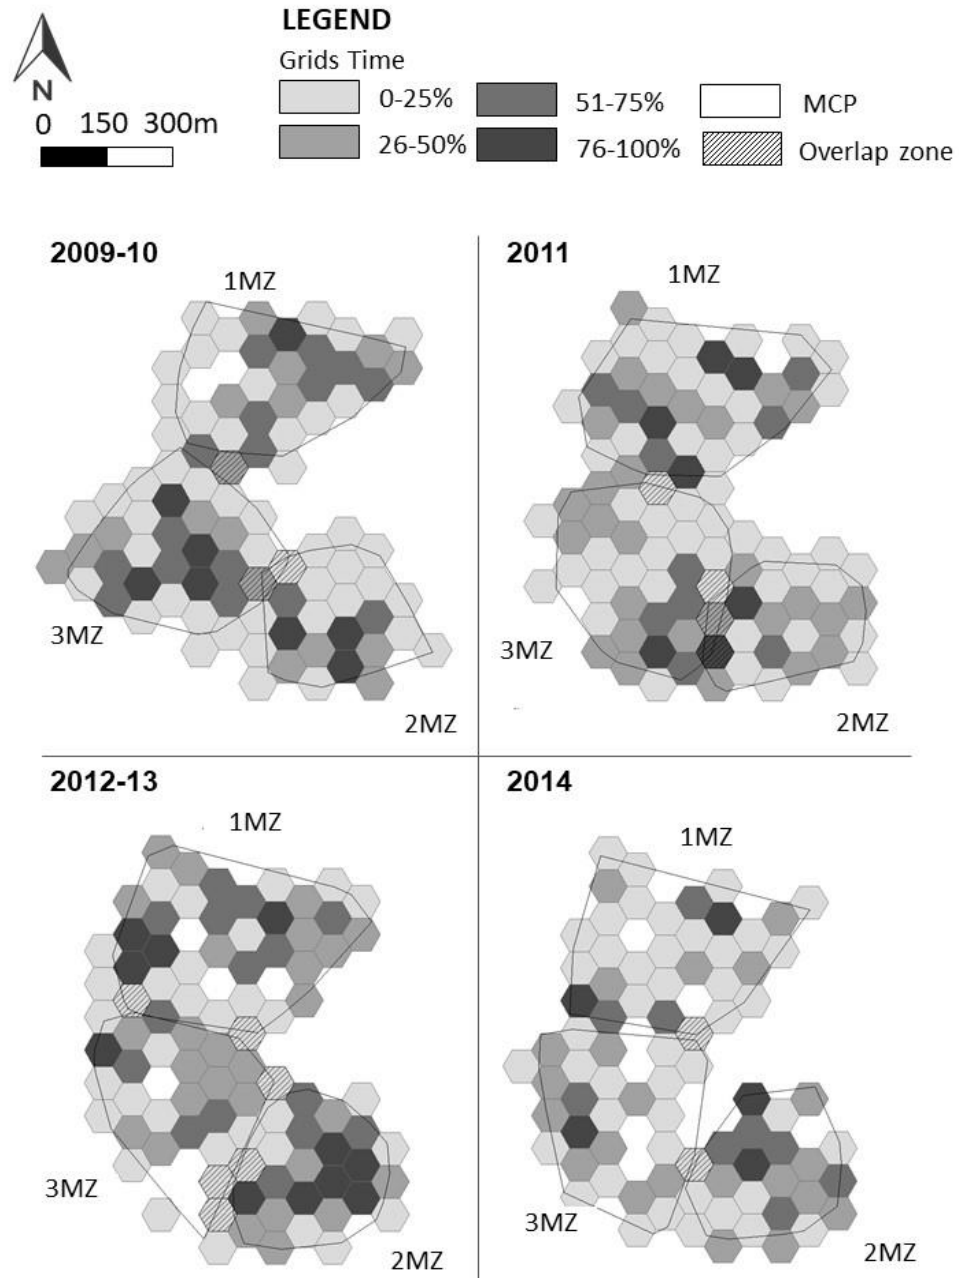 LEGEND
Grids Time
N
0 150 300m
0-25%
51-75%
MCP
26-50%
76-100%
Overlap zone
2009-10
1MZ
3MZ
2MZ
2011
1MZ
3MZ
2MZ
2012-13
1MZ
3MZ
2MZ
2014
1MZ
3MZ
2MZ